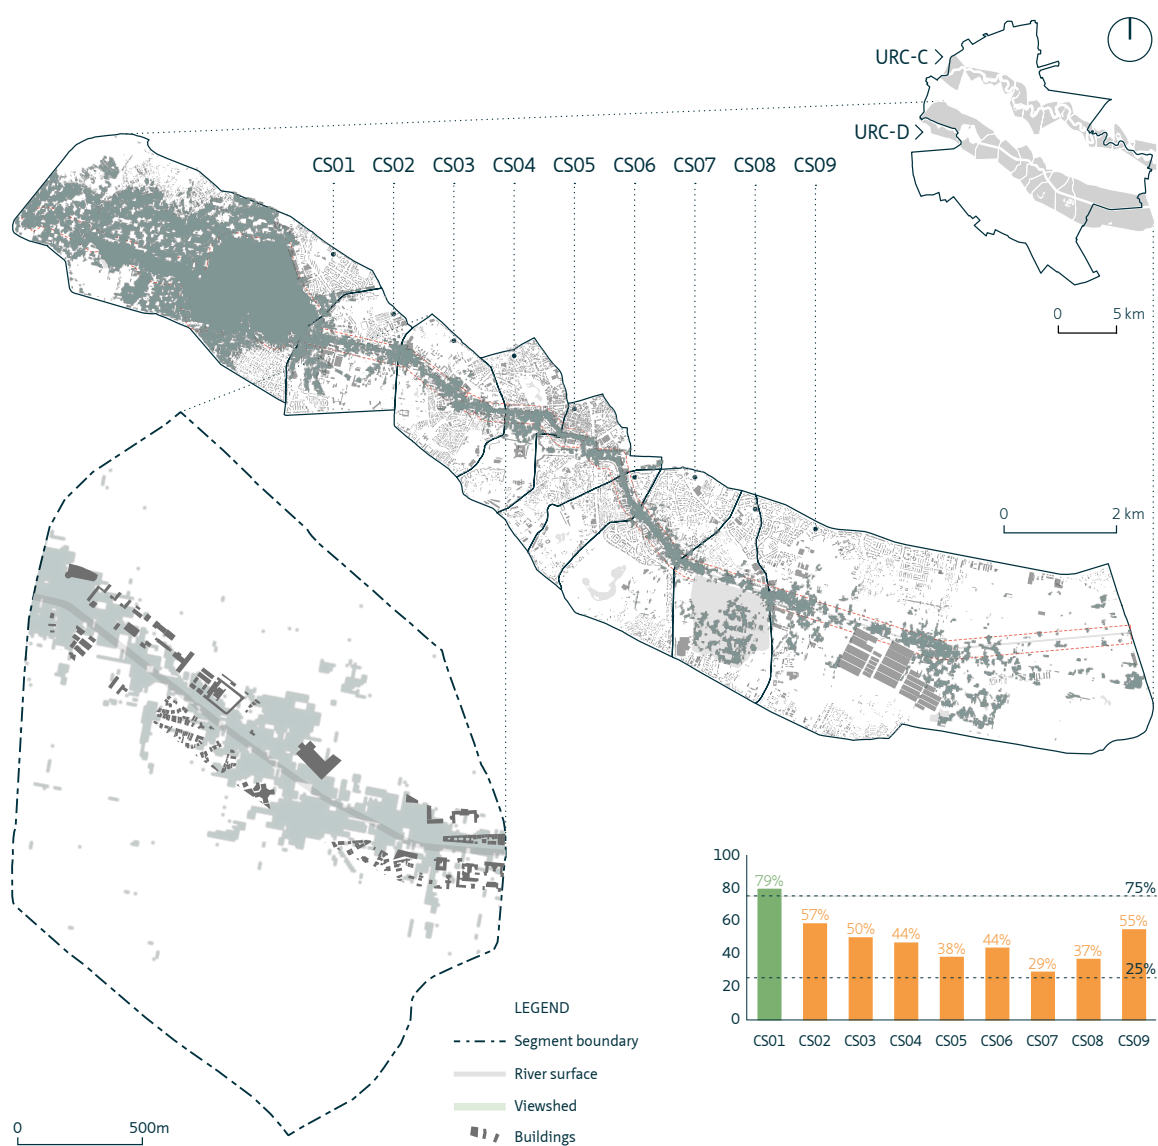 URC-C
URC-D
CS01 CS02 CS03 CS04 CS05 CS06 CS07 CS08 CS09
0 5 km
0 2 km
100
80
60
40
20
0
79%
57%
50%
44%
38%
44%
29%
37%
55%
75%
25%
CS01 CS02 CS03 CS04 CS05 CS06 CS07 CS08 CS09
LEGEND
Segment boundary
River surface
Viewshed
Buildings
0 500m